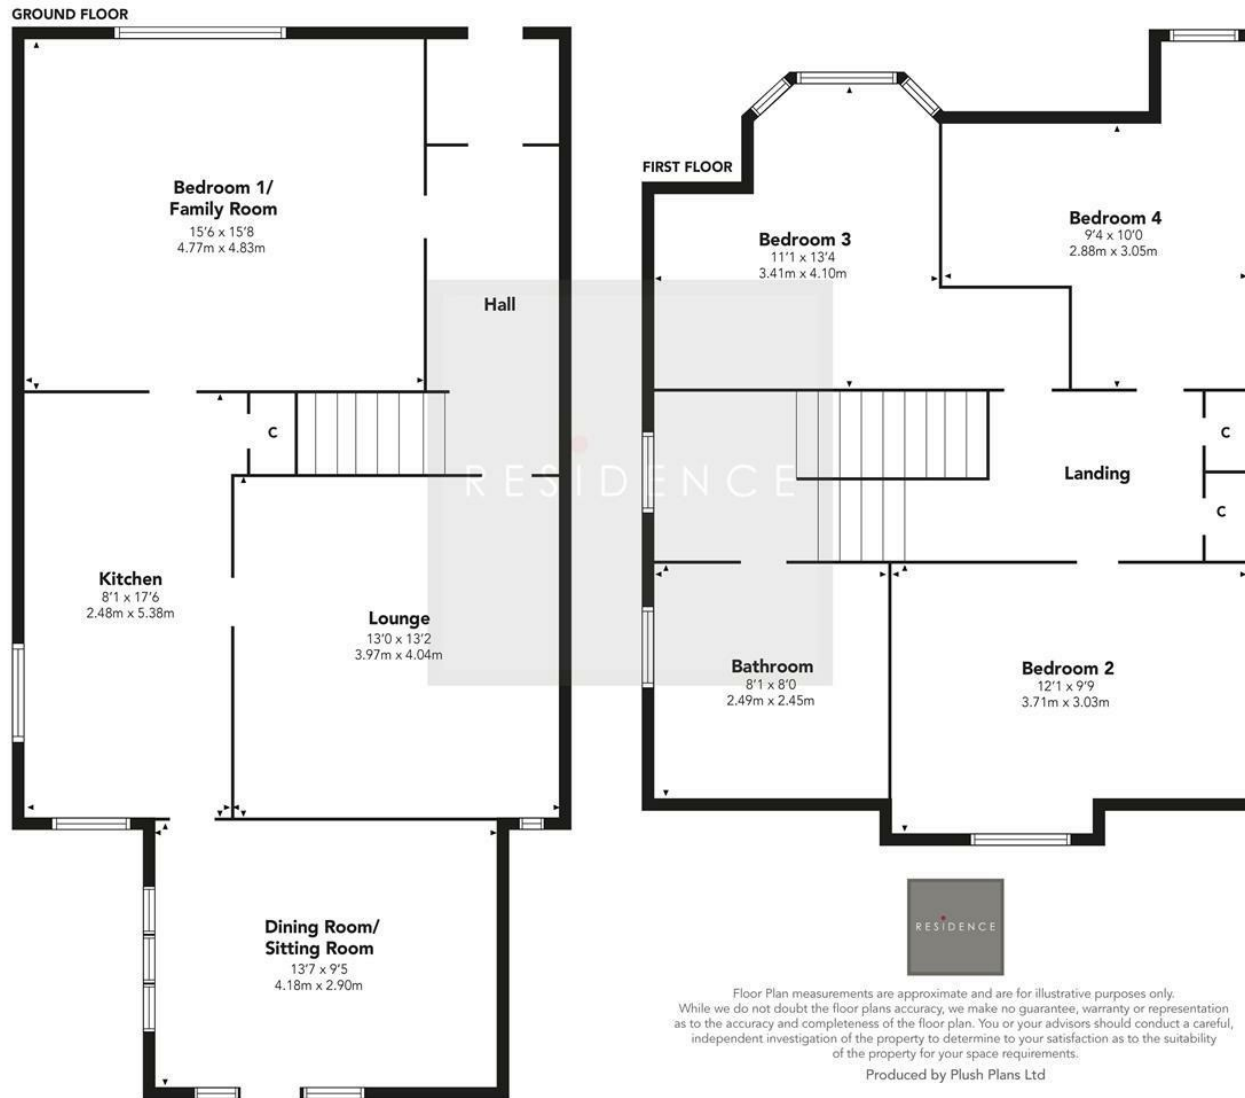 GROUND FLOOR
Bedroom 1/
Family Room
15'6 x 15'8
4.77m x 4.83m
Hall
C
Kitchen
8'1 x 17'6
2.48m x 5.38m
Lounge
13'0 x 13'2
3.97m x 4.04m
Dining Room/
Sitting Room
13'7 x 9'5
4.18m x 2.90m
RESIDENCE
FIRST FLOOR
Bedroom 3
11'1 x 13'4
3.41m x 4.10m
Bedroom 4
9'4 x 10'0
2.88m x 3.05m
C
Landing
C
Bathroom
8'1 x 8'0
2.49m x 2.45m
Bedroom 2
12'1 x 9'9
3.71m x 3.03m
RESIDENCE
Floor Plan measurements are approximate and are for illustrative purposes only.
While we do not doubt the floor plans accuracy, we make no guarantee, warranty or representation
as to the accuracy and completeness of the floor plan. You or your advisors should conduct a careful,
independent investigation of the property to determine to your satisfaction as to the suitability
of the property for your space requirements.
Produced by Plush Plans Ltd